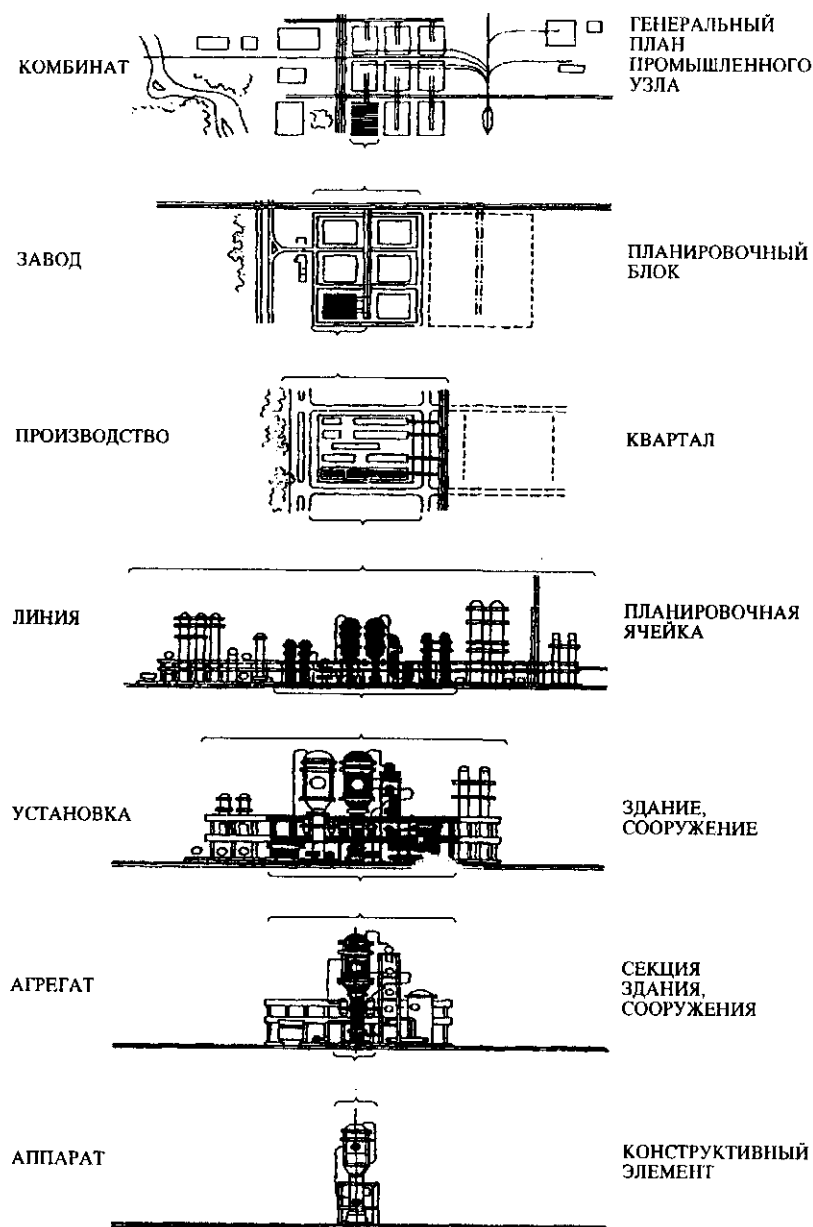 КОМБИНАТ
ГЕНЕРАЛЬНЫЙ
ПЛАН
ПРОМЫШЛЕННОГО
УЗЛА
ЗАВОД
ПЛАНИРОВОЧНЫЙ
БЛОК
ПРОИЗВОДСТВО
КВАРТАЛ
ЛИНИЯ
ПЛАНИРОВОЧНАЯ
ЯЧЕЙКА
УСТАНОВКА
ЗДАНИЕ,
СООРУЖЕНИЕ
АГРЕГАТ
СЕКЦИЯ
ЗДАНИЯ,
СООРУЖЕНИЯ
АППАРАТ
КОНСТРУКТИВНЫЙ
ЭЛЕМЕНТ